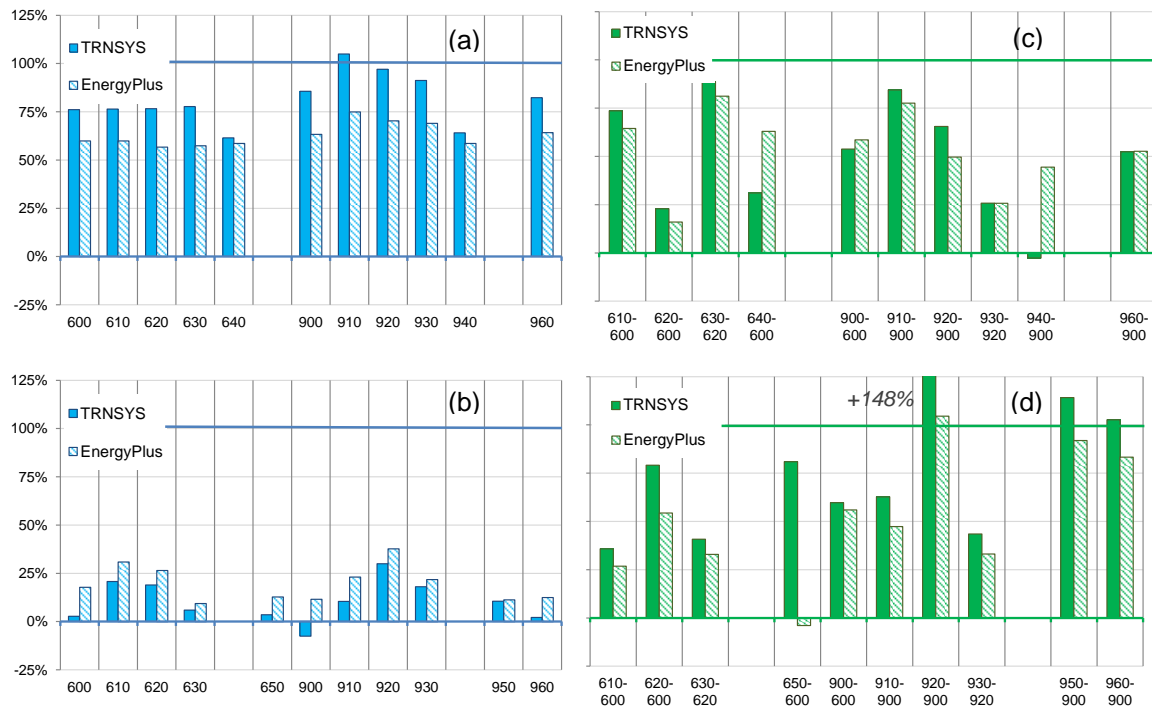 125%
100%
75%
50%
25%
0%
-25%
TRNSYS
EnergyPlus
(a)
600 610 620 630 640 900 910 920 930 940 960
TRNSYS
EnergyPlus
(c)
610- 620- 630- 640- 900- 910- 920- 930- 940- 960-
600 600 620 600 600 900 900 920 900 900
125%
100%
75%
50%
25%
0%
-25%
TRNSYS
EnergyPlus
(b)
600 610 620 630 650 900 910 920 930 950 960
TRNSYS
EnergyPlus
+148%
(d)
610- 620- 630- 650- 900- 910- 920- 930- 950- 960-
600 600 620 600 600 900 900 920 900 900